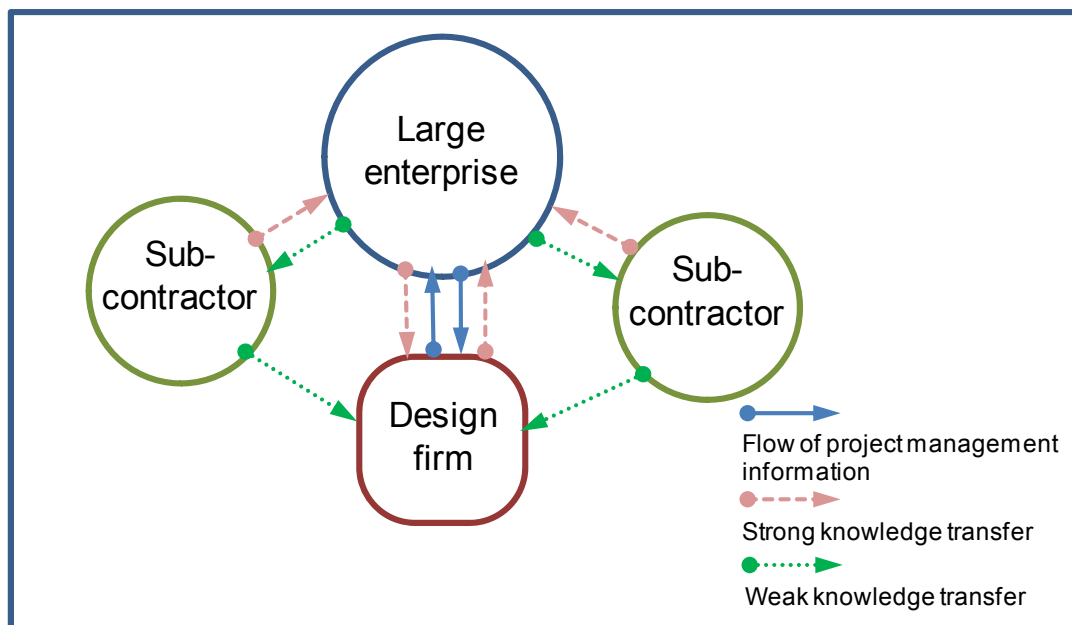 Large
enterprise
Sub-
contractor
Sub-
contractor
Design
firm
Flow of project management
information
Strong knowledge transfer
Weak knowledge transfer